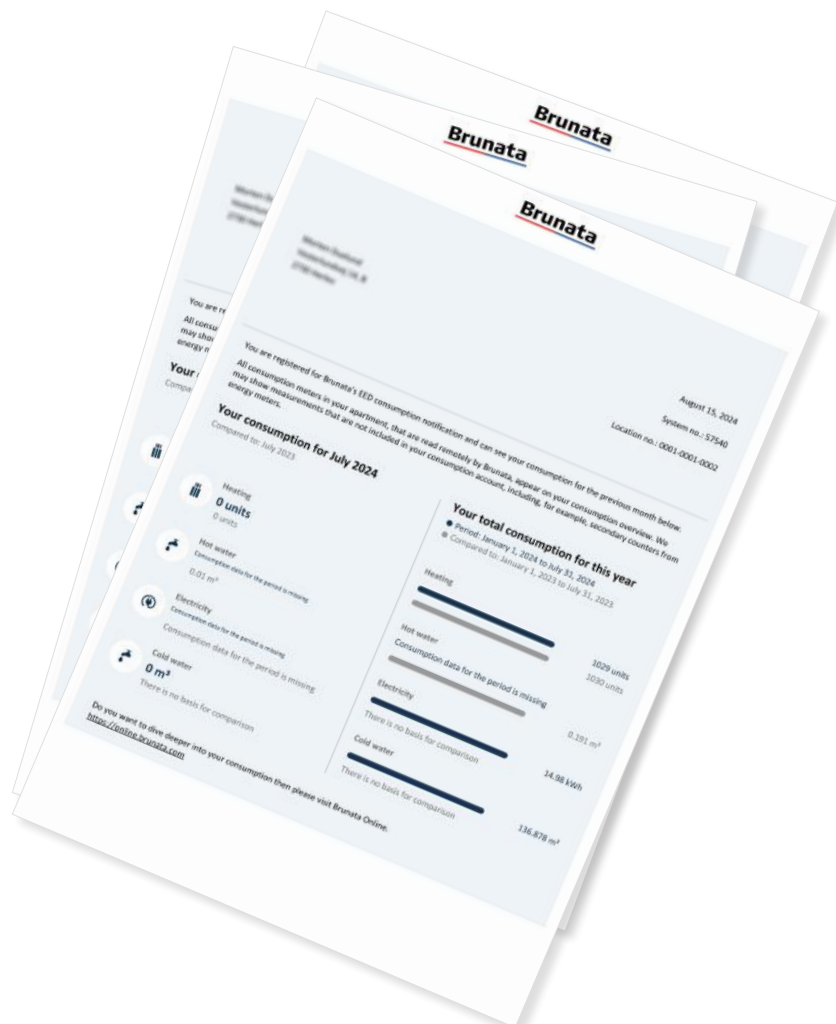 Brunata
Brunata
You are re
All consu
may sho
energy m
Your
Compa
Brunata
August 15, 2024
System no.: 57540
Location no.: 0001-0001-0002
You are registered for Brunata's EED consumption notification and can see your consumption for the previous month below.
All consumption meters in your apartment, that are read remotely by Brunata, appear on your consumption overview. We
may show measurements that are not included in your consumption account, including, for example, secondary counters from
energy meters.
Your consumption for July 2024
Compared to: July 2023
Heating
0 units
0 units
Hot water
Consumption data for the period is missing
0.01 m³
Electricity
Consumption data for the period is missing
Consumption data for the period is missing
Cold water
0 m³
There is no basis for comparison
Your total consumption for this year
Period: January 1, 2024 to July 31, 2024
Compared to: January 1, 2023 to July 31, 2023
Heating
1029 units
1030 units
Hot water
Consumption data for the period is missing
0.191 m³
Electricity
14.98 kWh
There is no basis for comparison
Cold water
136.878 m³
There is no basis for comparison
Do you want to dive deeper into your consumption then please visit Brunata Online.
https://online.brunata.com